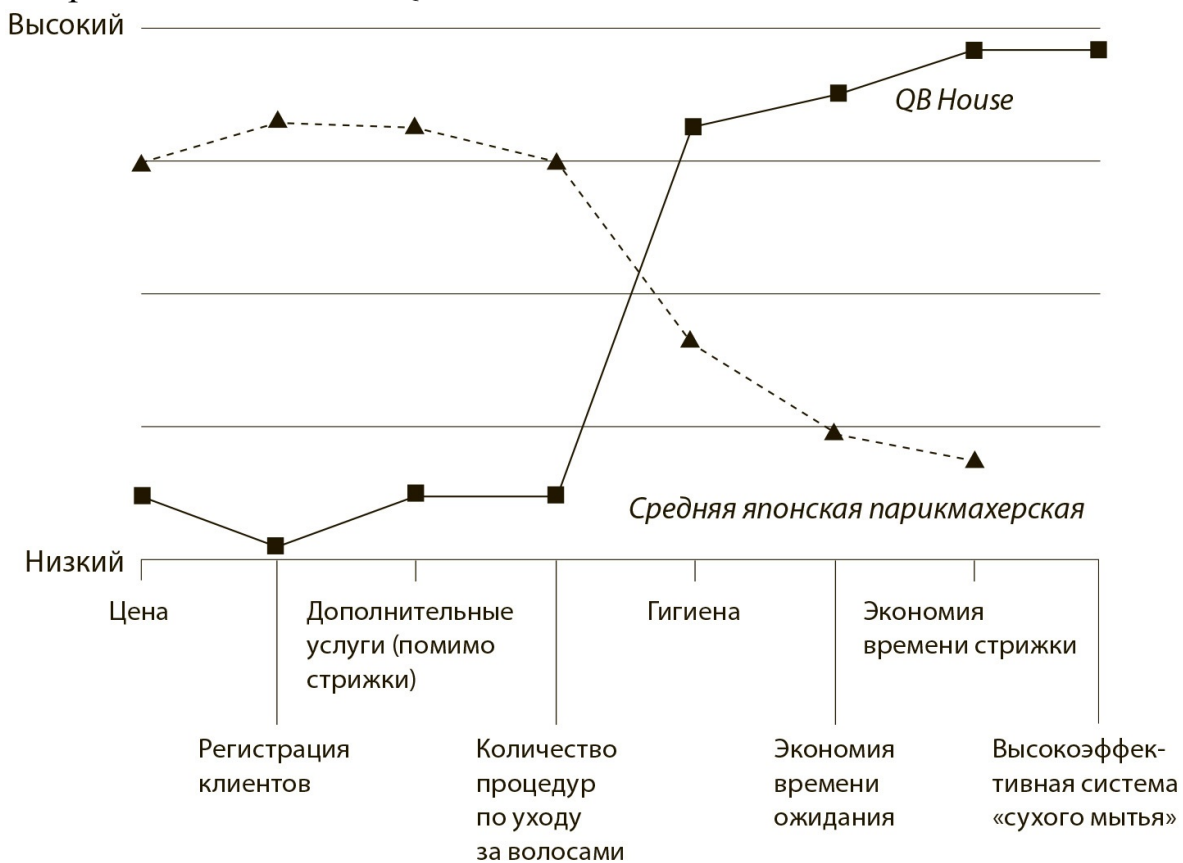 Высокий
QB House
Средняя японская парикмахерская
Низкий
Цена
Дополнительные
услуги (помимо
стрижки)
Гигиена
Экономия
времени стрижки
Регистрация
клиентов
Количество
процедур
по уходу
за волосами
Экономия
времени
ожидания
Высокоэффек-
тивная система
«сухого мытья»